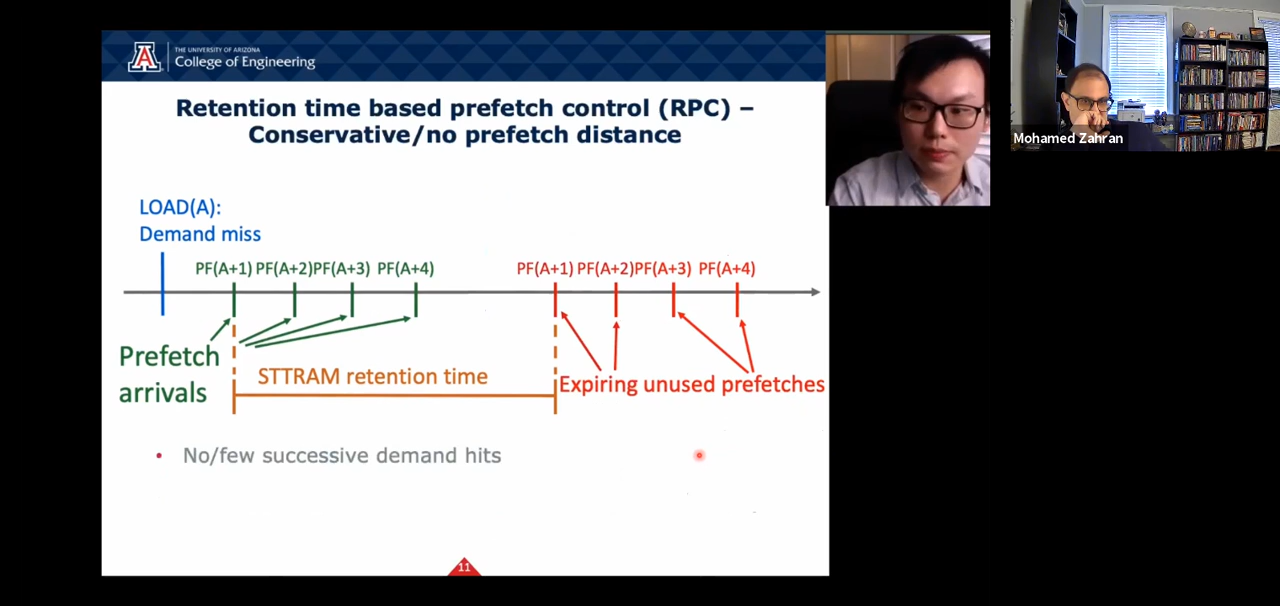 THE UNIVERSITY OF ARIZONA
College of Engineering
Retention time based prefetch control (RPC) –
Conservative/no prefetch distance
LOAD(A):
Demand miss
PF(A+1) PF(A+2) PF(A+3) PF(A+4) PF(A+1) PF(A+2) PF(A+3) PF(A+4)
Prefetch
arrivals
STTRAM retention time
Expiring unused prefetches
• No/few successive demand hits
11
Mohamed Zahran